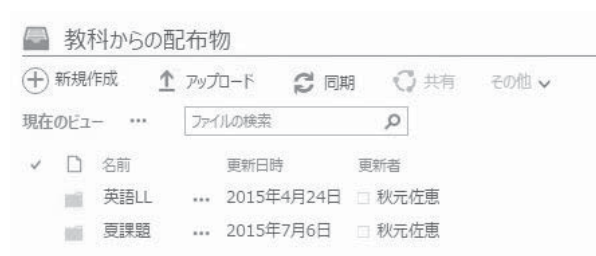 教科からの配布物
新規作成 アップロード 同期 共有 その他
現在のビュー ••• ファイルの検索
名前 更新日時 更新者
英語LL ••• 2015年4月24日 秋元佐恵
夏課題 ••• 2015年7月6日 秋元佐恵